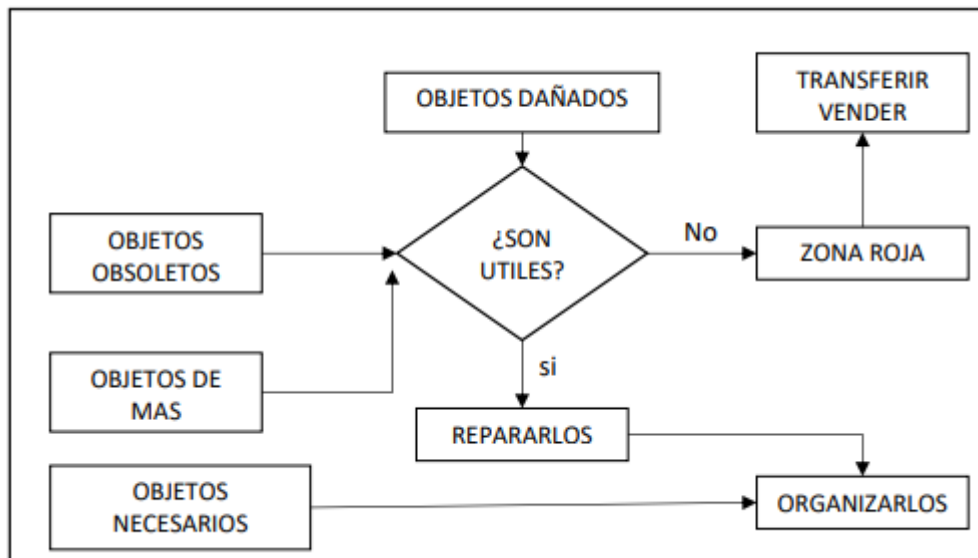 OBJETOS DAÑADOS
TRANSFERIR
VENDER
OBJETOS
OBSOLETOS
¿SON
UTILES?
No
ZONA ROJA
OBJETOS DE
MAS
si
REPARARLOS
OBJETOS
NECESARIOS
ORGANIZARLOS